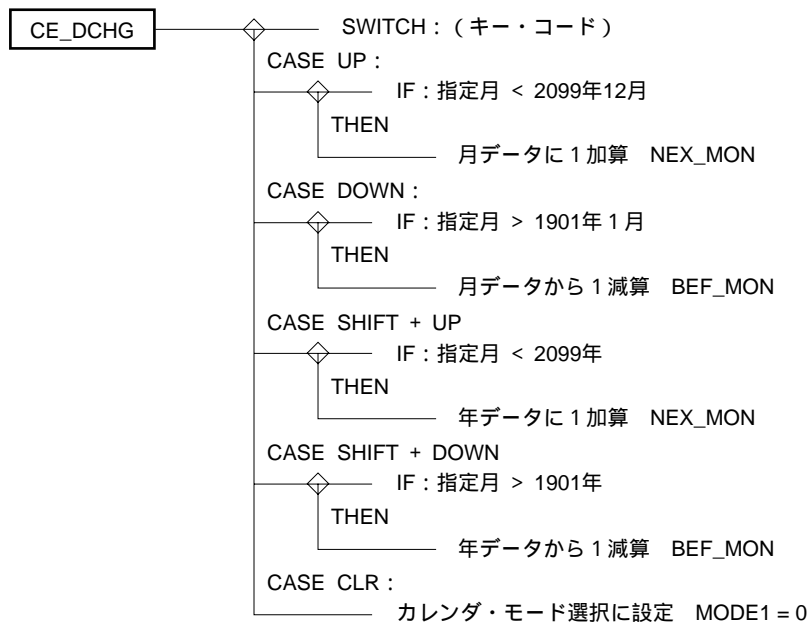 CE_DCHG
SWITCH：（キー・コード）
CASE UP：
IF：指定月 < 2099年12月
THEN
月データに１加算 NEX_MON
CASE DOWN：
IF：指定月 > 1901年１月
THEN
月データから１減算 BEF_MON
CASE SHIFT + UP
IF：指定月 < 2099年
THEN
年データに１加算 NEX_MON
CASE SHIFT + DOWN
IF：指定月 > 1901年
THEN
年データから１減算 BEF_MON
CASE CLR：
カレンダ・モード選択に設定 MODE1 = 0